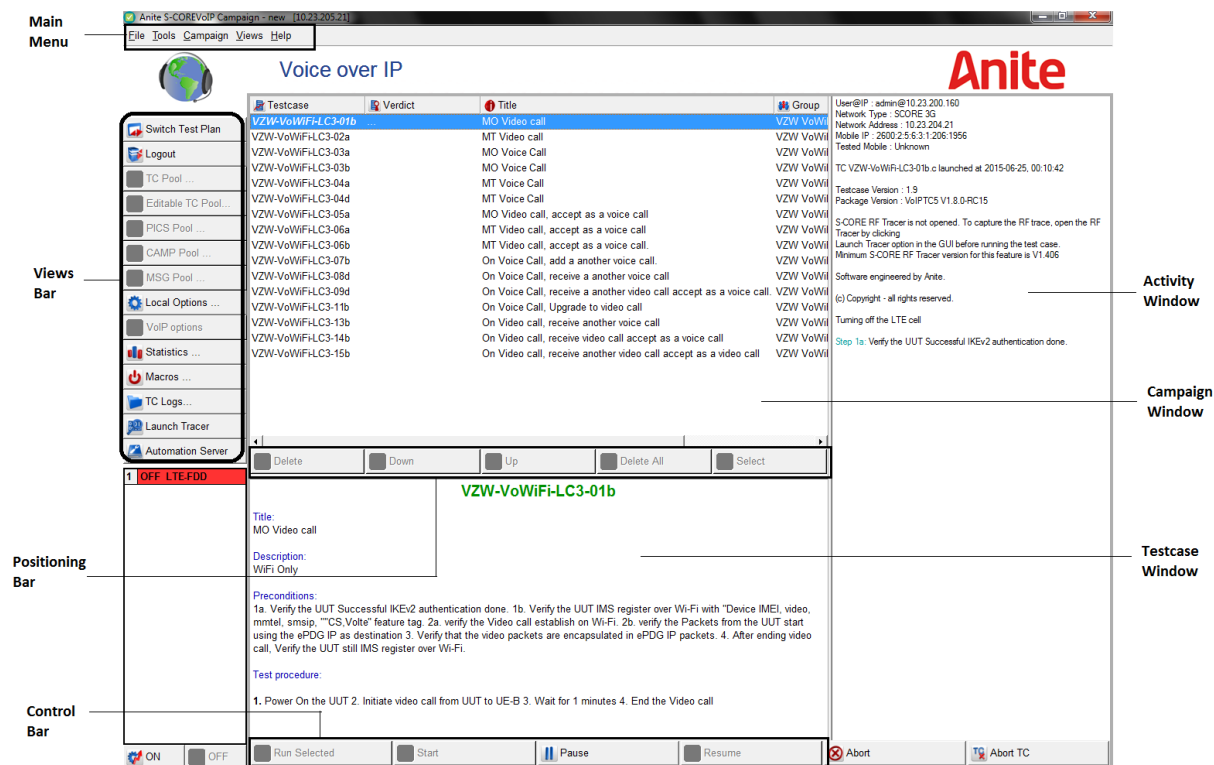 Main
Menu
Anite S-COREVoIP Campaign - new [10.23.205.21]
File Tools Campaign Views Help
Voice over IP
Anite
Views
Bar
Switch Test Plan
Logout
TC Pool ...
Editable TC Pool...
PICS Pool ...
CAMP Pool ...
MSG Pool ...
Local Options ...
VoIP options
Statistics ...
Macros ...
TC Logs...
Launch Tracer
Automation Server
Testcase Verdict Title Group
VZW-VoWiFi-LC3-01b ... MO Video call VZW VoWi
VZW-VoWiFi-LC3-02a MT Video call VZW VoWi
VZW-VoWiFi-LC3-03a MO Voice Call VZW VoWi
VZW-VoWiFi-LC3-03b MO Voice Call VZW VoWi
VZW-VoWiFi-LC3-04a MT Voice Call VZW VoWi
VZW-VoWiFi-LC3-04d MT Voice Call VZW VoWi
VZW-VoWiFi-LC3-05a MO Video call, accept as a voice call VZW VoWi
VZW-VoWiFi-LC3-06a MT Video call, accept as a voice call VZW VoWi
VZW-VoWiFi-LC3-06b MT Video call, accept as a voice call. VZW VoWi
VZW-VoWiFi-LC3-07b On Voice Call, add a another voice call. VZW VoWi
VZW-VoWiFi-LC3-08d On Voice Call, receive a another voice call VZW VoWi
VZW-VoWiFi-LC3-09d On Voice Call, receive a another video call accept as a voice call. VZW VoWi
VZW-VoWiFi-LC3-11b On Voice Call, Upgrade to video call VZW VoWi
VZW-VoWiFi-LC3-13b On Video call, receive another voice call VZW VoWi
VZW-VoWiFi-LC3-14b On Video call, receive video call accept as a voice call VZW VoWi
VZW-VoWiFi-LC3-15b On Video call, receive another video call accept as a video call VZW VoWi
User@IP : admin@10.23.200.160
Network Type : SCORE 3G
Network Address : 10.23.204.21
Mobile IP : 2600:2:5:6:3:1:206:1956
Tested Mobile : Unknown
TC VZW-VoWiFi-LC3-01b.c launched at 2015-06-25, 00:10:42
Testcase Version : 1.9
Package Version : VoIPTC5 V1.8.0-RC15
S-CORE RF Tracer is not opened. To capture the RF trace, open the RF
Tracer by clicking
Launch Tracer option in the GUI before running the test case.
Minimum S-CORE RF Tracer version for this feature is V1.406
Software engineered by Anite.
(c) Copyright - all rights reserved.
Turning off the LTE cell
Step 1a: Verify the UUT Successful IKEv2 authentication done.
Activity
Window
Campaign
Window
Delete Down Up Delete All Select
1 OFF LTE-FDD
VZW-VoWiFi-LC3-01b
Title:
MO Video call
Description:
WiFi Only
Preconditions:
1a. Verify the UUT Successful IKEv2 authentication done. 1b. Verify the UUT IMS register over Wi-Fi with "Device IMEI, video,
mmtel, smsip, ""CS,Volte" feature tag. 2a. verify the Video call establish on Wi-Fi. 2b. verify the Packets from the UUT start
using the ePDG IP as destination 3. Verify that the video packets are encapsulated in ePDG IP packets. 4. After ending video
call, Verify the UUT still IMS register over Wi-Fi.
Test procedure:
1. Power On the UUT 2. Initiate video call from UUT to UE-B 3. Wait for 1 minutes 4. End the Video call
Positioning
Bar
Testcase
Window
Control
Bar
ON OFF Run Selected Start Pause Resume Abort Abort TC